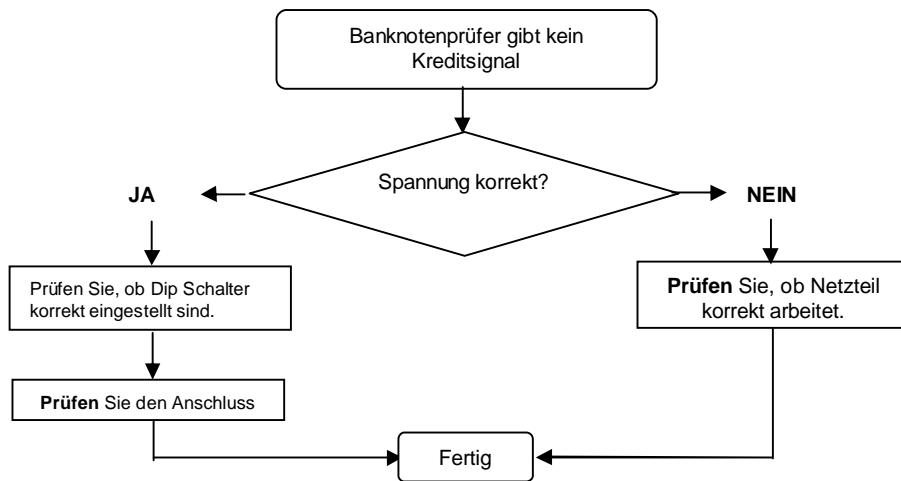 Banknotenprüfer gibt kein
Kreditsignal
Spannung korrekt?
JA
NEIN
Prüfen Sie, ob Dip Schalter
korrekt eingestellt sind.
Prüfen Sie, ob Netzteil
korrekt arbeitet.
Prüfen Sie den Anschluss
Fertig